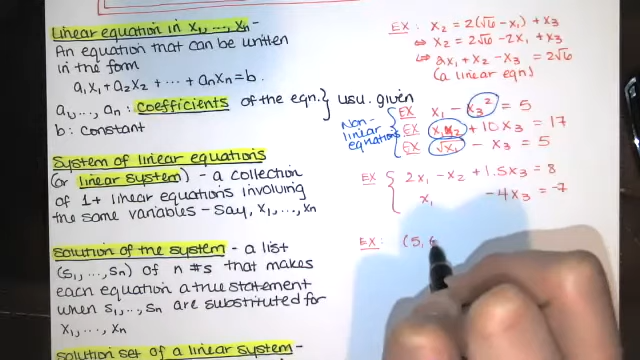 Linear equation in x₁, ..., xₙ -
An equation that can be written
in the form
a₁x₁ + a₂x₂ + ··· + aₙxₙ = b.
a₁, ..., aₙ: coefficients of the eqn. } usu. given
b: constant
System of linear equations
(or linear system) - a collection
of 1+ linear equations involving
the same variables - say, x₁, ..., xₙ
solution of the system - a list
(s₁, ..., sₙ) of n #s that makes
each equation a true statement
when s₁, ..., sₙ are substituted for
x₁, ..., xₙ
solution set of a linear system -
EX: x₂ = 2(√6 - x₁) + x₃
⇔ x₂ = 2√6 - 2x₁ + x₃
⇔ 2x₁ + x₂ - x₃ = 2√6
(a linear eqn)
Non-
linear
equations
EX x₁ - x₃² = 5
EX x₁x₂ + 10x₃ = 17
EX √x₁ - x₃ = 5
EX { 2x₁ - x₂ + 1.5x₃ = 8
x₁ - 4x₃ = -7
EX: (5,